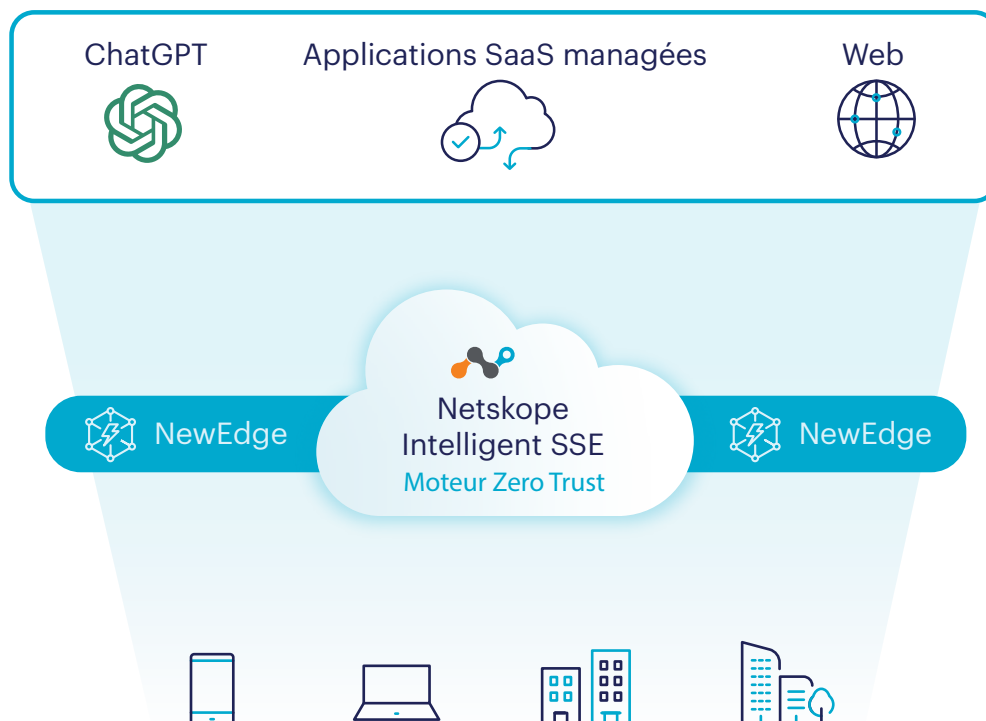 ChatGPT
Applications SaaS managées
Web
NewEdge
Netskope
Intelligent SSE
Moteur Zero Trust
NewEdge